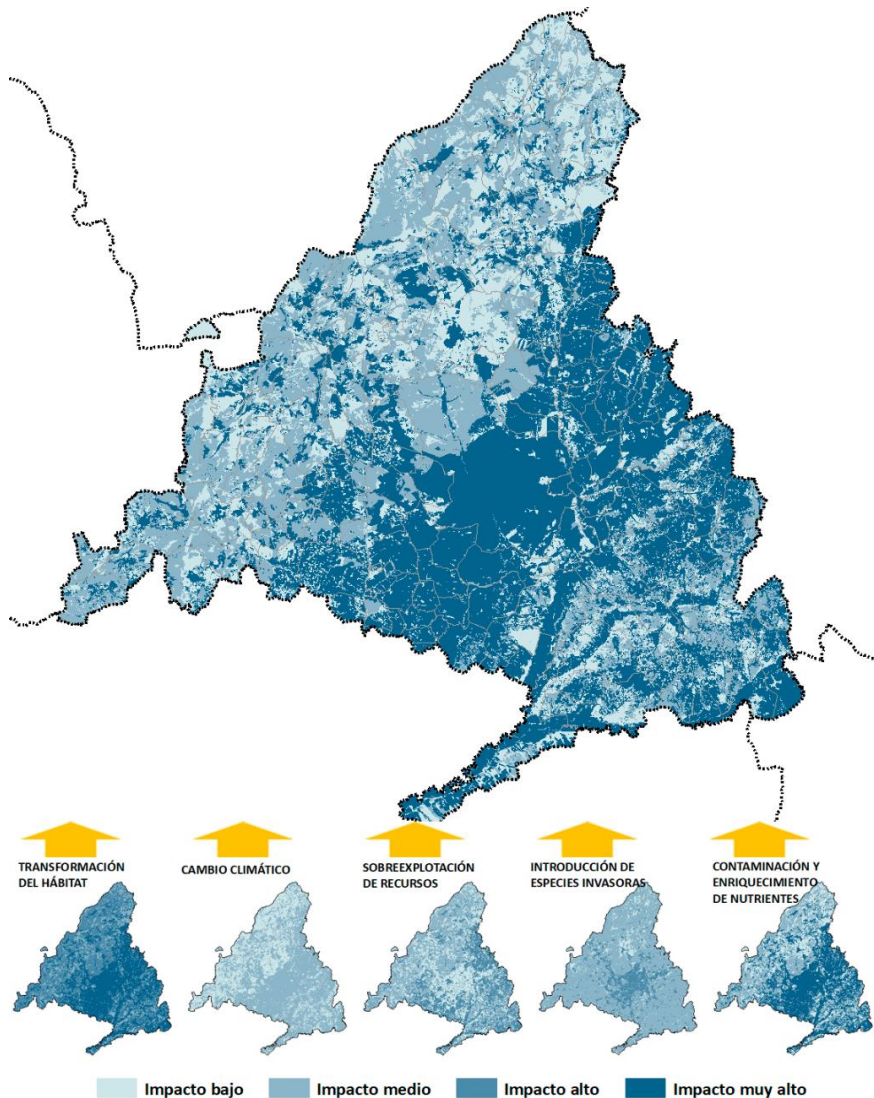 TRANSFORMACIÓN
DEL HÁBITAT
CAMBIO CLIMÁTICO
SOBREEXPLOTACIÓN
DE RECURSOS
INTRODUCCIÓN DE
ESPECIES INVASORAS
CONTAMINACIÓN Y
ENRIQUECIMIENTO
DE NUTRIENTES
Impacto bajo
Impacto medio
Impacto alto
Impacto muy alto